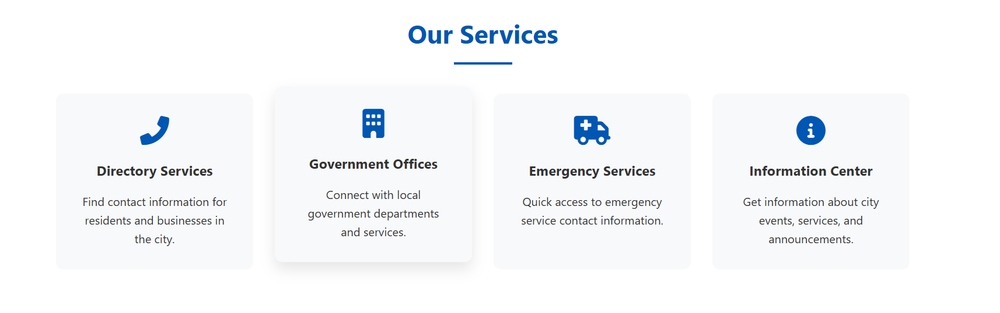 Our Services
Directory Services
Find contact information for
residents and businesses in
the city.
Government Offices
Connect with local
government departments
and services.
Emergency Services
Quick access to emergency
service contact information.
Information Center
Get information about city
events, services, and
announcements.